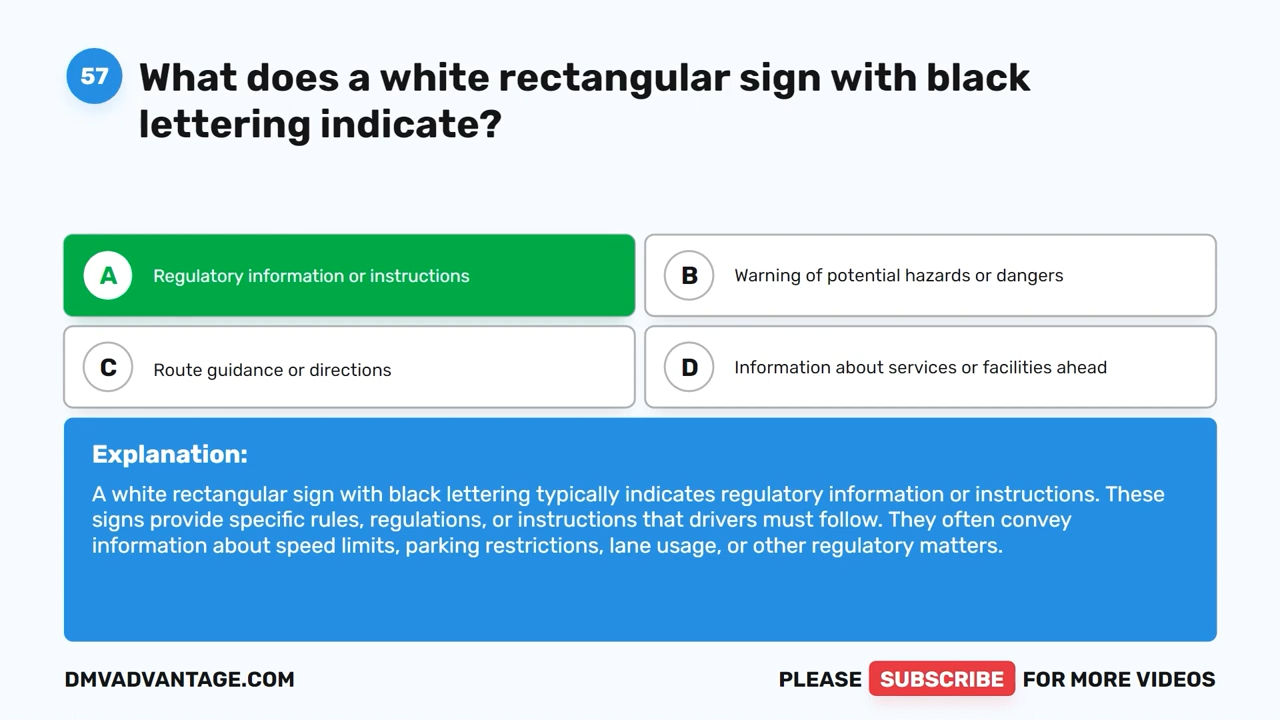 57
What does a white rectangular sign with black
lettering indicate?
A Regulatory information or instructions
B Warning of potential hazards or dangers
C Route guidance or directions
D Information about services or facilities ahead
Explanation:
A white rectangular sign with black lettering typically indicates regulatory information or instructions. These
signs provide specific rules, regulations, or instructions that drivers must follow. They often convey
information about speed limits, parking restrictions, lane usage, or other regulatory matters.
DMVADVANTAGE.COM
PLEASE SUBSCRIBE FOR MORE VIDEOS